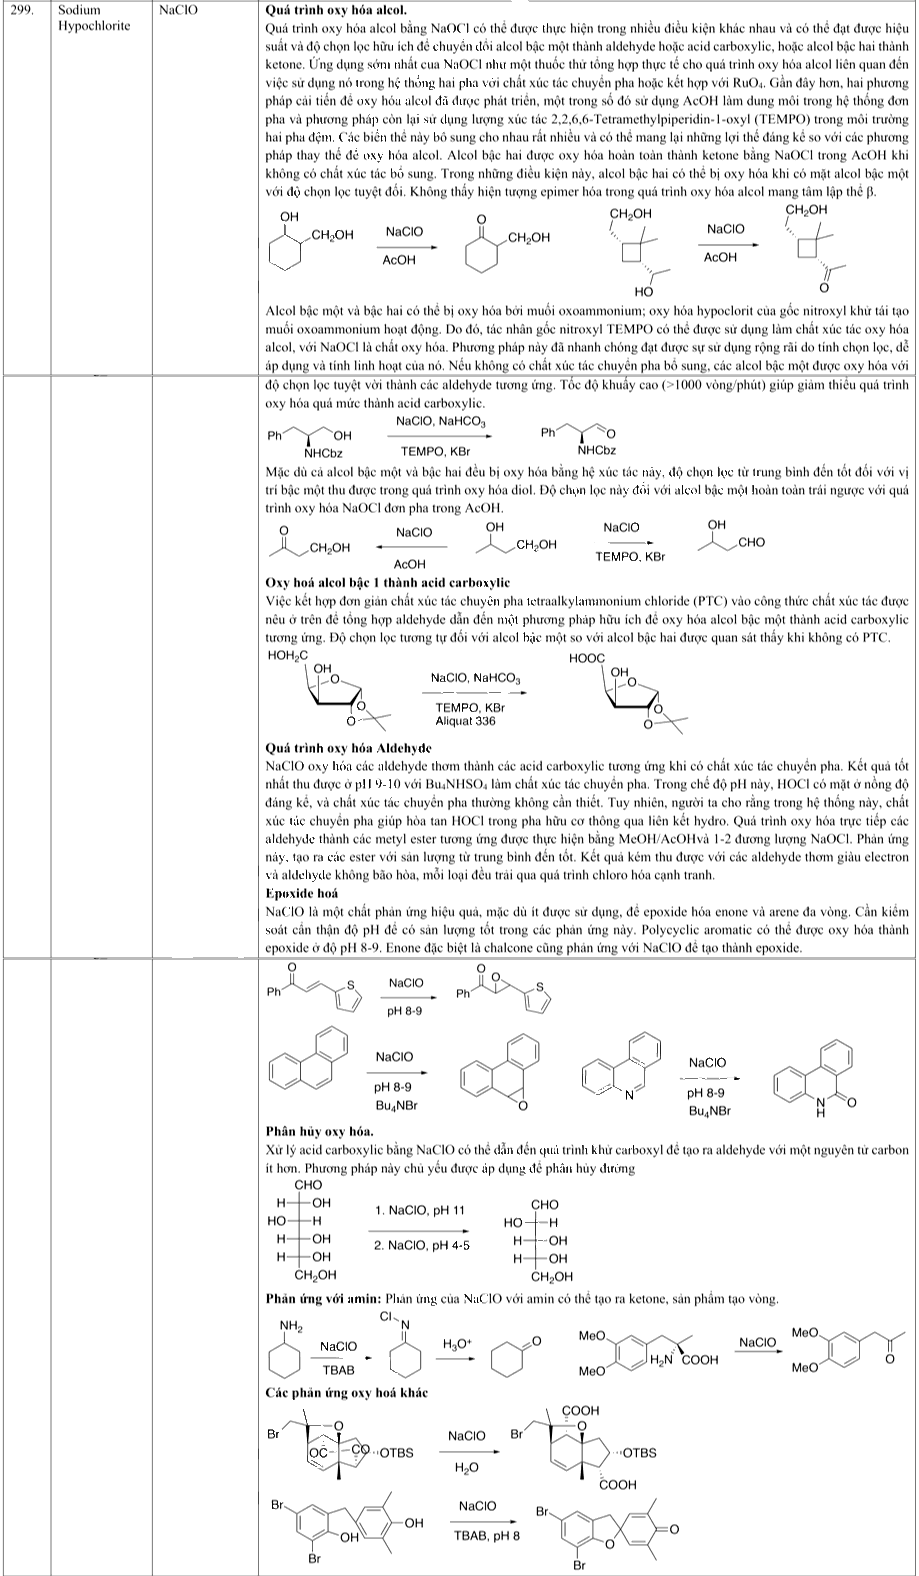 299.
Sodium
Hypochlorite
NaClO
Quá trình oxy hóa alcol.
Quá trình oxy hóa alcol bằng NaOCl có thể được thực hiện trong nhiều điều kiện khác nhau và có thể đạt được hiệu
suất và độ chọn lọc hữu ích để chuyển đổi alcol bậc một thành aldehyde hoặc acid carboxylic, hoặc alcol bậc hai thành
ketone. Ứng dụng sớm nhất của NaOCl như một thuốc thử tổng hợp thực tế cho quá trình oxy hóa alcol liên quan đến
việc sử dụng nó trong hệ thống hai pha với chất xúc tác chuyển pha hoặc kết hợp với RuO₄. Gần đây hơn, hai phương
pháp cải tiến để oxy hóa alcol đã được phát triển, một trong số đó sử dụng AcOH làm dung môi trong hệ thống đơn
pha và phương pháp còn lại sử dụng lượng xúc tác 2,2,6,6-Tetramethylpiperidin-1-oxyl (TEMPO) trong môi trường
hai pha đệm. Các biến thể này bổ sung cho nhau rất nhiều và có thể mang lại những lợi thế đáng kể so với các phương
pháp thay thế để oxy hóa alcol. Alcol bậc hai được oxy hóa hoàn toàn thành ketone bằng NaOCl trong AcOH khi
không có chất xúc tác bổ sung. Trong những điều kiện này, alcol bậc hai có thể bị oxy hóa khi có mặt alcol bậc một
với độ chọn lọc tuyệt đối. Không thấy hiện tượng epimer hóa trong quá trình oxy hóa alcol mang tâm lập thể β.
OH
CH₂OH
NaClO
AcOH
O
CH₂OH
CH₂OH
HO
NaClO
AcOH
CH₂OH
O
Alcol bậc một và bậc hai có thể bị oxy hóa bởi muối oxoammonium; oxy hóa hypoclorit của gốc nitroxyl khử tái tạo
muối oxoammonium hoạt động. Do đó, tác nhân gốc nitroxyl TEMPO có thể được sử dụng làm chất xúc tác oxy hóa
alcol, với NaOCl là chất oxy hóa. Phương pháp này đã nhanh chóng đạt được sự sử dụng rộng rãi do tính chọn lọc, dễ
áp dụng và tính linh hoạt của nó. Nếu không có chất xúc tác chuyển pha bổ sung, các alcol bậc một được oxy hóa với
độ chọn lọc tuyệt vời thành các aldehyde tương ứng. Tốc độ khuấy cao (>1000 vòng/phút) giúp giảm thiểu quá trình
oxy hóa quá mức thành acid carboxylic.
Ph
OH
NHCbz
NaClO, NaHCO₃
TEMPO, KBr
Ph
O
NHCbz
Mặc dù cả alcol bậc một và bậc hai đều bị oxy hóa bằng hệ xúc tác này, độ chọn lọc từ trung bình đến tốt đối với vị
trí bậc một thu được trong quá trình oxy hóa diol. Độ chọn lọc này đối với alcol bậc một hoàn toàn trái ngược với quá
trình oxy hóa NaOCl đơn pha trong AcOH.
O
CH₂OH
NaClO
AcOH
OH
CH₂OH
NaClO
TEMPO, KBr
OH
CHO
Oxy hoá alcol bậc 1 thành acid carboxylic
Việc kết hợp đơn giản chất xúc tác chuyên pha tetraalkylammonium chloride (PTC) vào công thức chất xúc tác được
nêu ở trên để tổng hợp aldehyde dẫn đến một phương pháp hữu ích để oxy hóa alcol bậc một thành acid carboxylic
tương ứng. Độ chọn lọc tương tự đối với alcol bậc một so với alcol bậc hai được quan sát thấy khi không có PTC.
HOH₂C
OH
O
O
O
NaClO, NaHCO₃
TEMPO, KBr
Aliquat 336
HOOC
OH
O
O
O
Quá trình oxy hóa Aldehyde
NaClO oxy hóa các aldehyde thơm thành các acid carboxylic tương ứng khi có chất xúc tác chuyển pha. Kết quả tốt
nhất thu được ở pH 9-10 với Bu₄NHSO₄ làm chất xúc tác chuyển pha. Trong chế độ pH này, HOCl có mặt ở nồng độ
đáng kể, và chất xúc tác chuyển pha thường không cần thiết. Tuy nhiên, người ta cho rằng trong hệ thống này, chất
xúc tác chuyển pha giúp hòa tan HOCl trong pha hữu cơ thông qua liên kết hydro. Quá trình oxy hóa trực tiếp các
aldehyde thành các metyl ester tương ứng được thực hiện bằng MeOH/AcOHvà 1-2 đương lượng NaOCl. Phản ứng
này, tạo ra các ester với sản lượng từ trung bình đến tốt. Kết quả kém thu được với các aldehyde thơm giàu electron
và aldehyde không bão hòa, mỗi loại đều trải qua quá trình chloro hóa cạnh tranh.
Epoxide hoá
NaClO là một chất phản ứng hiệu quả, mặc dù ít được sử dụng, để epoxide hóa enone và arene đa vòng. Cần kiểm
soát cẩn thận độ pH để có sản lượng tốt trong các phản ứng này. Polycyclic aromatic có thể được oxy hóa thành
epoxide ở độ pH 8-9. Enone đặc biệt là chalcone cũng phản ứng với NaClO để tạo thành epoxide.
O
Ph
S
NaClO
pH 8-9
O
O
Ph
S
NaClO
pH 8-9
Bu₄NBr
O
N
NaClO
pH 8-9
Bu₄NBr
N
H
O
Phân hủy oxy hóa.
Xử lý acid carboxylic bằng NaClO có thể dẫn đến quá trình khử carboxyl để tạo ra aldehyde với một nguyên tử carbon
ít hơn. Phương pháp này chủ yếu được áp dụng để phân hủy đường
CHO
H OH
HO H
H OH
H OH
CH₂OH
1. NaClO, pH 11
2. NaClO, pH 4-5
CHO
HO H
H OH
H OH
CH₂OH
Phản ứng với amin: Phản ứng của NaClO với amin có thể tạo ra ketone, sản phẩm tạo vòng.
NH₂
NaClO
TBAB
Cl
N
H₃O⁺
O
MeO
MeO
H₂N COOH
NaClO
MeO
MeO
O
Các phản ứng oxy hoá khác
Br
O
OC
CO
OTBS
NaClO
H₂O
COOH
Br
O
OTBS
COOH
Br
OH
OH
Br
NaClO
TBAB, pH 8
Br
O
O
Br